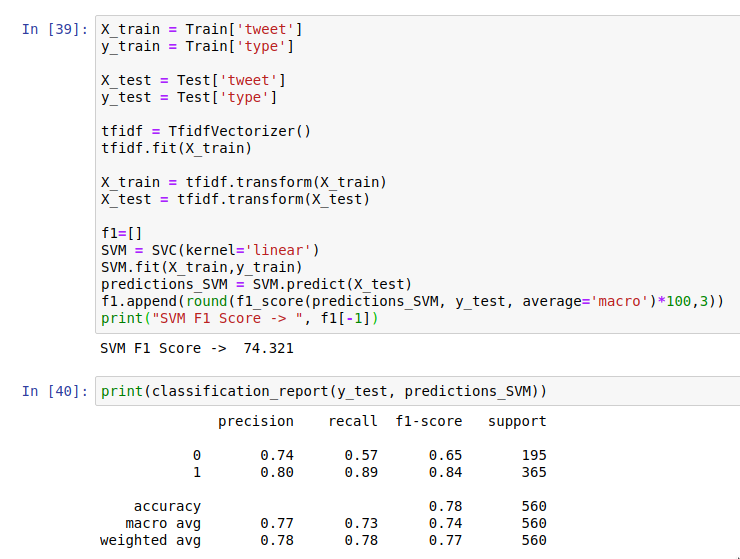 In [39]: X_train = Train['tweet']
y_train = Train['type']
X_test = Test['tweet']
y_test = Test['type']
tfidf = TfidfVectorizer()
tfidf.fit(X_train)
X_train = tfidf.transform(X_train)
X_test = tfidf.transform(X_test)
f1=[]
SVM = SVC(kernel='linear')
SVM.fit(X_train,y_train)
predictions_SVM = SVM.predict(X_test)
f1.append(round(f1_score(predictions_SVM, y_test, average='macro')*100,3))
print("SVM F1 Score -> ", f1[-1])
SVM F1 Score ->  74.321
In [40]: print(classification_report(y_test, predictions_SVM))
precision recall f1-score support
0 0.74 0.57 0.65 195
1 0.80 0.89 0.84 365
accuracy 0.78 560
macro avg 0.77 0.73 0.74 560
weighted avg 0.78 0.78 0.77 560